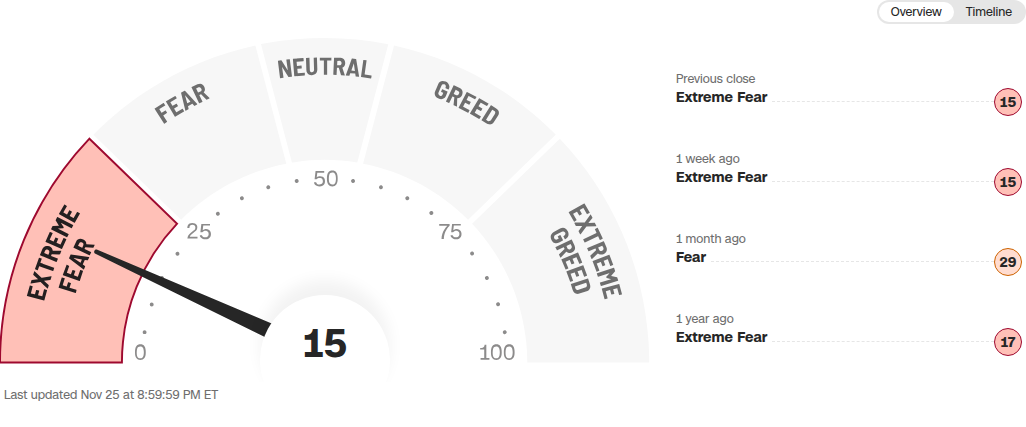 Overview
Timeline
NEUTRAL
FEAR
GREED
EXTREME
FEAR
EXTREME
GREED
0
25
50
75
100
15
Last updated Nov 25 at 8:59:59 PM ET
Previous close
Extreme Fear
15
1 week ago
Extreme Fear
15
1 month ago
Fear
29
1 year ago
Extreme Fear
17